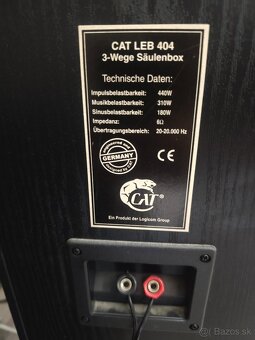 CAT LEB 404
3-Wege Säulenbox
Technische Daten:
Impulsbelastbarkeit: 440W
Musikbelastbarkeit: 310W
Sinusbelastbarkeit: 180W
Impedanz: 6Ω
Übertragungsbereich: 20-20.000 Hz
GERMANY
CE
CAT
Ein Produkt der Logicom Group
Bazos.sk